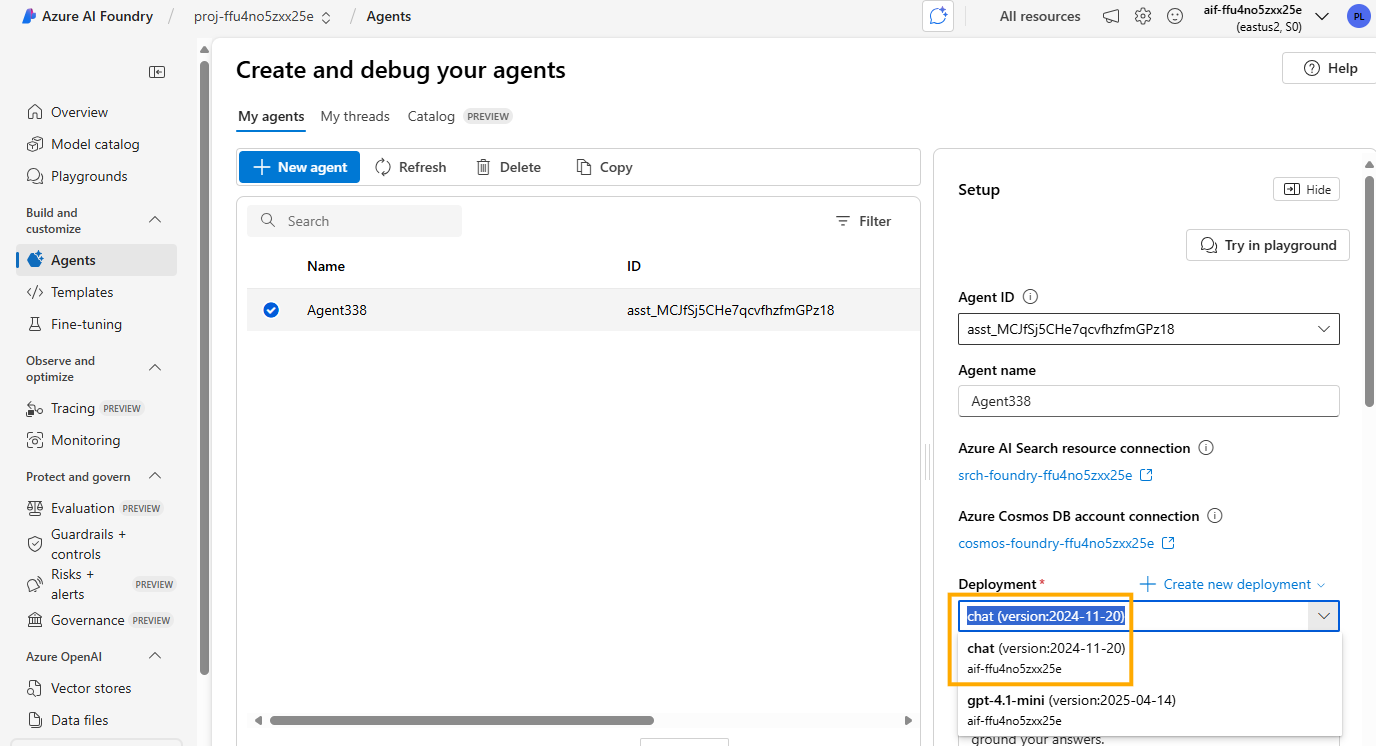 Azure AI Foundry / proj-ffu4no5zxx25e / Agents
All resources
aif-ffu4no5zxx25e
(eastus2, S0)
PL
Overview
Model catalog
Playgrounds
Build and
customize
Agents
Templates
Fine-tuning
Observe and
optimize
Tracing PREVIEW
Monitoring
Protect and govern
Evaluation PREVIEW
Guardrails +
controls
Risks +
alerts PREVIEW
Governance PREVIEW
Azure OpenAI
Vector stores
Data files
Create and debug your agents
Help
My agents My threads Catalog PREVIEW
New agent Refresh Delete Copy
Search Filter
Name ID
Agent338 asst_MCJfSj5CHe7qcvfhzfmGPz18
Setup Hide
Try in playground
Agent ID
asst_MCJfSj5CHe7qcvfhzfmGPz18
Agent name
Agent338
Azure AI Search resource connection
srch-foundry-ffu4no5zxx25e
Azure Cosmos DB account connection
cosmos-foundry-ffu4no5zxx25e
Deployment * Create new deployment
chat (version:2024-11-20)
chat (version:2024-11-20)
aif-ffu4no5zxx25e
gpt-4.1-mini (version:2025-04-14)
aif-ffu4no5zxx25e
ground your answers.